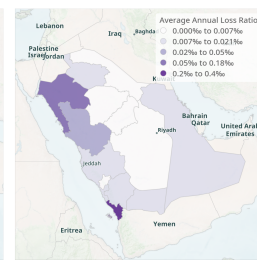 Average Annual Loss Ratio
0.000‰ to 0.007‰
0.007‰ to 0.021‰
0.02‰ to 0.05‰
0.05‰ to 0.18‰
0.2‰ to 0.4‰
Lebanon
Iraq
Baghda
Palestine
Israel
Jordan
Bahrain
Qatar
Riyadh
United Arab
Emirates
Jeddah
Eritrea
Yemen